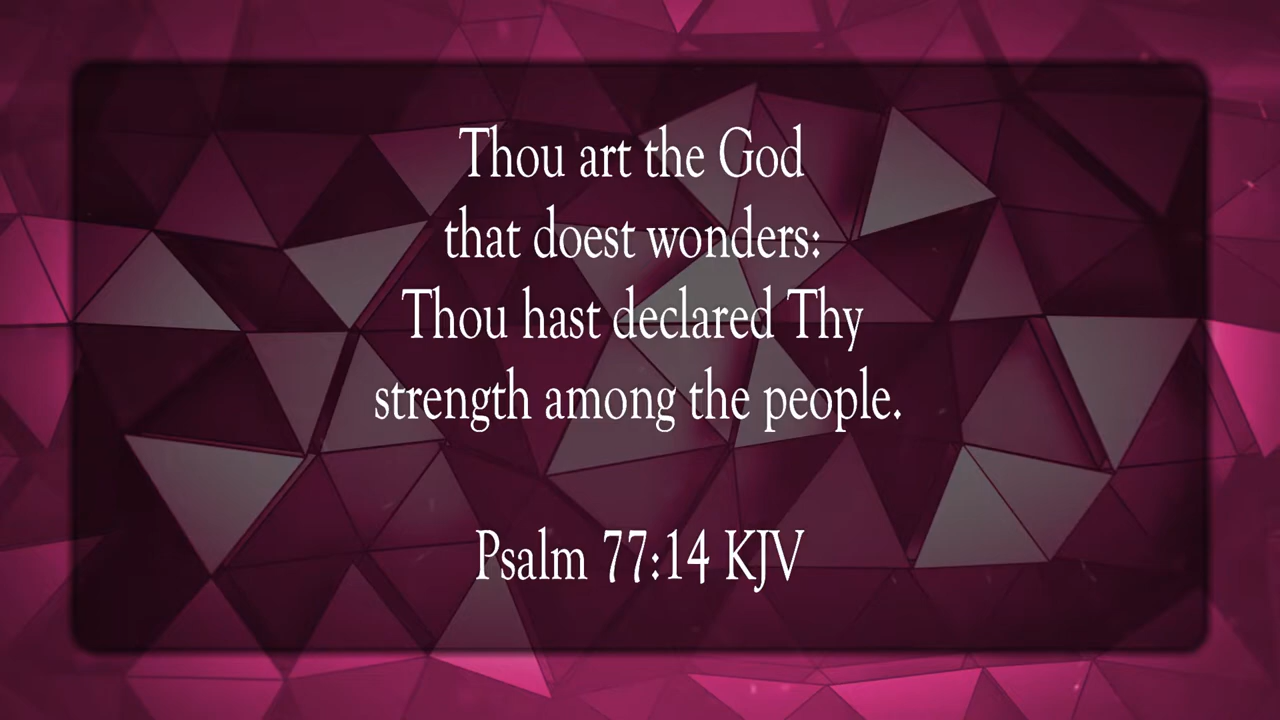 Thou art the God
that doest wonders:
Thou hast declared Thy
strength among the people.
Psalm 77:14 KJV